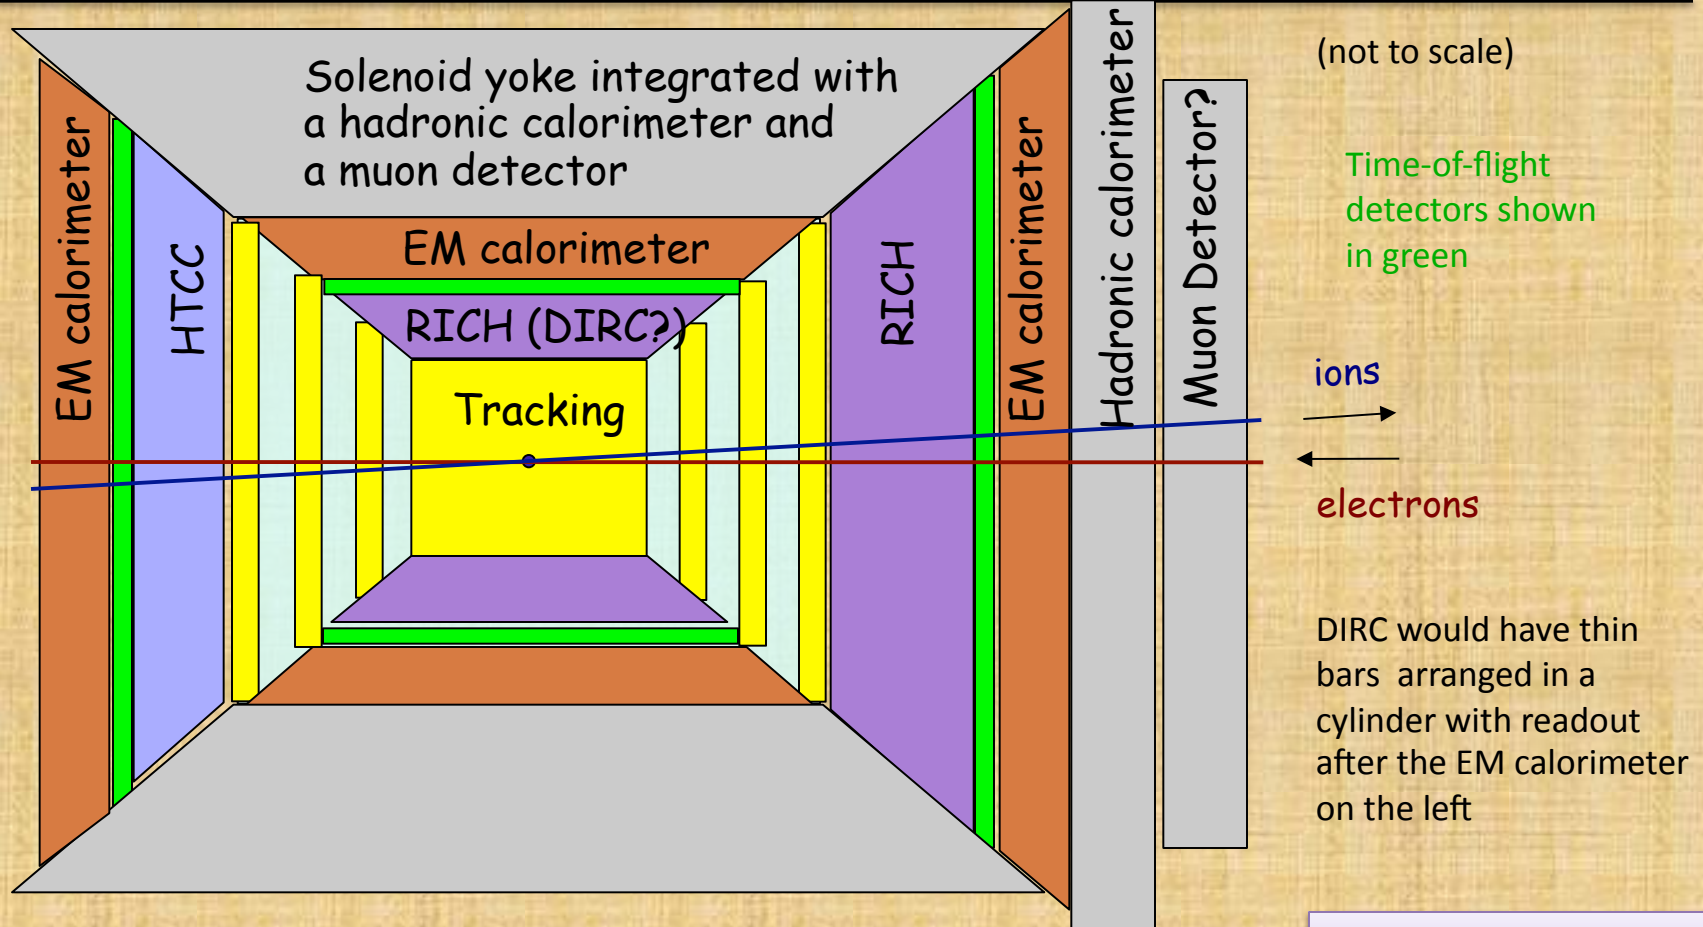 Solenoid yoke integrated with
a hadronic calorimeter and
a muon detector
EM calorimeter
HTCC
EM calorimeter
RICH (DIRC?)
Tracking
RICH
EM calorimeter
Hadronic calorimeter
Muon Detector?
(not to scale)
Time-of-flight
detectors shown
in green
ions
electrons
DIRC would have thin
bars arranged in a
cylinder with readout
after the EM calorimeter
on the left